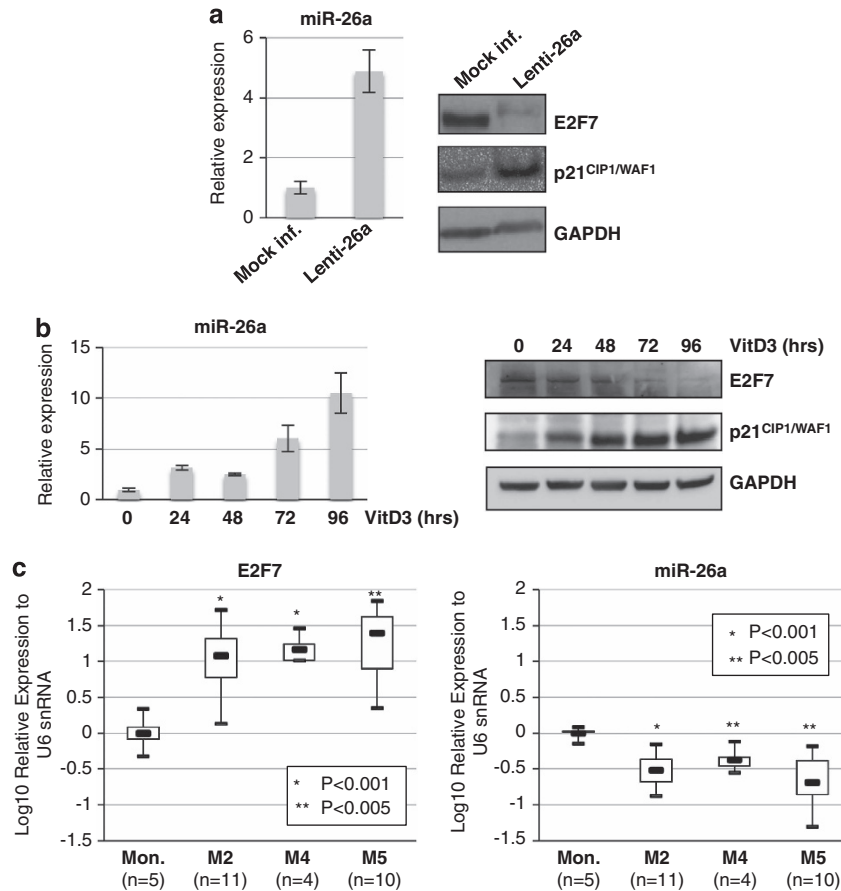 a
miR-26a
Relative expression
6
4
2
0
Mock inf.
Lenti-26a
Mock inf.
Lenti-26a
E2F7
p21CIP1/WAF1
GAPDH
b
miR-26a
Relative expression
15
10
5
0
0 24 48 72 96 VitD3 (hrs)
0 24 48 72 96 VitD3 (hrs)
E2F7
p21CIP1/WAF1
GAPDH
c
E2F7
Log10 Relative Expression to
U6 snRNA
2
1.5
1
0.5
0
-0.5
-1
-1.5
* * **
* P<0.001
** P<0.005
Mon. M2 M4 M5
(n=5) (n=11) (n=4) (n=10)
miR-26a
Log10 Relative Expression to
U6 snRNA
2
1.5
1
0.5
0
-0.5
-1
-1.5
* P<0.001
** P<0.005
* ** **
Mon. M2 M4 M5
(n=5) (n=11) (n=4) (n=10)